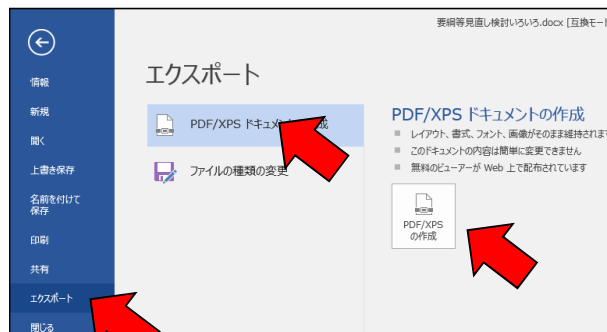 要綱等見直し検討いろいろ.docx [互換モード
情報
新規
開く
上書き保存
名前を付けて
保存
印刷
共有
エクスポート
閉じる
エクスポート
PDF/XPS ドキュメント 成
ファイルの種類の変更
PDF/XPS ドキュメントの作成
レイアウト、書式、フォント、画像がそのまま維持されます
このドキュメントの内容は簡単に変更できません
無料のビューアーが Web 上で配布されています
PDF/XPS
の作成